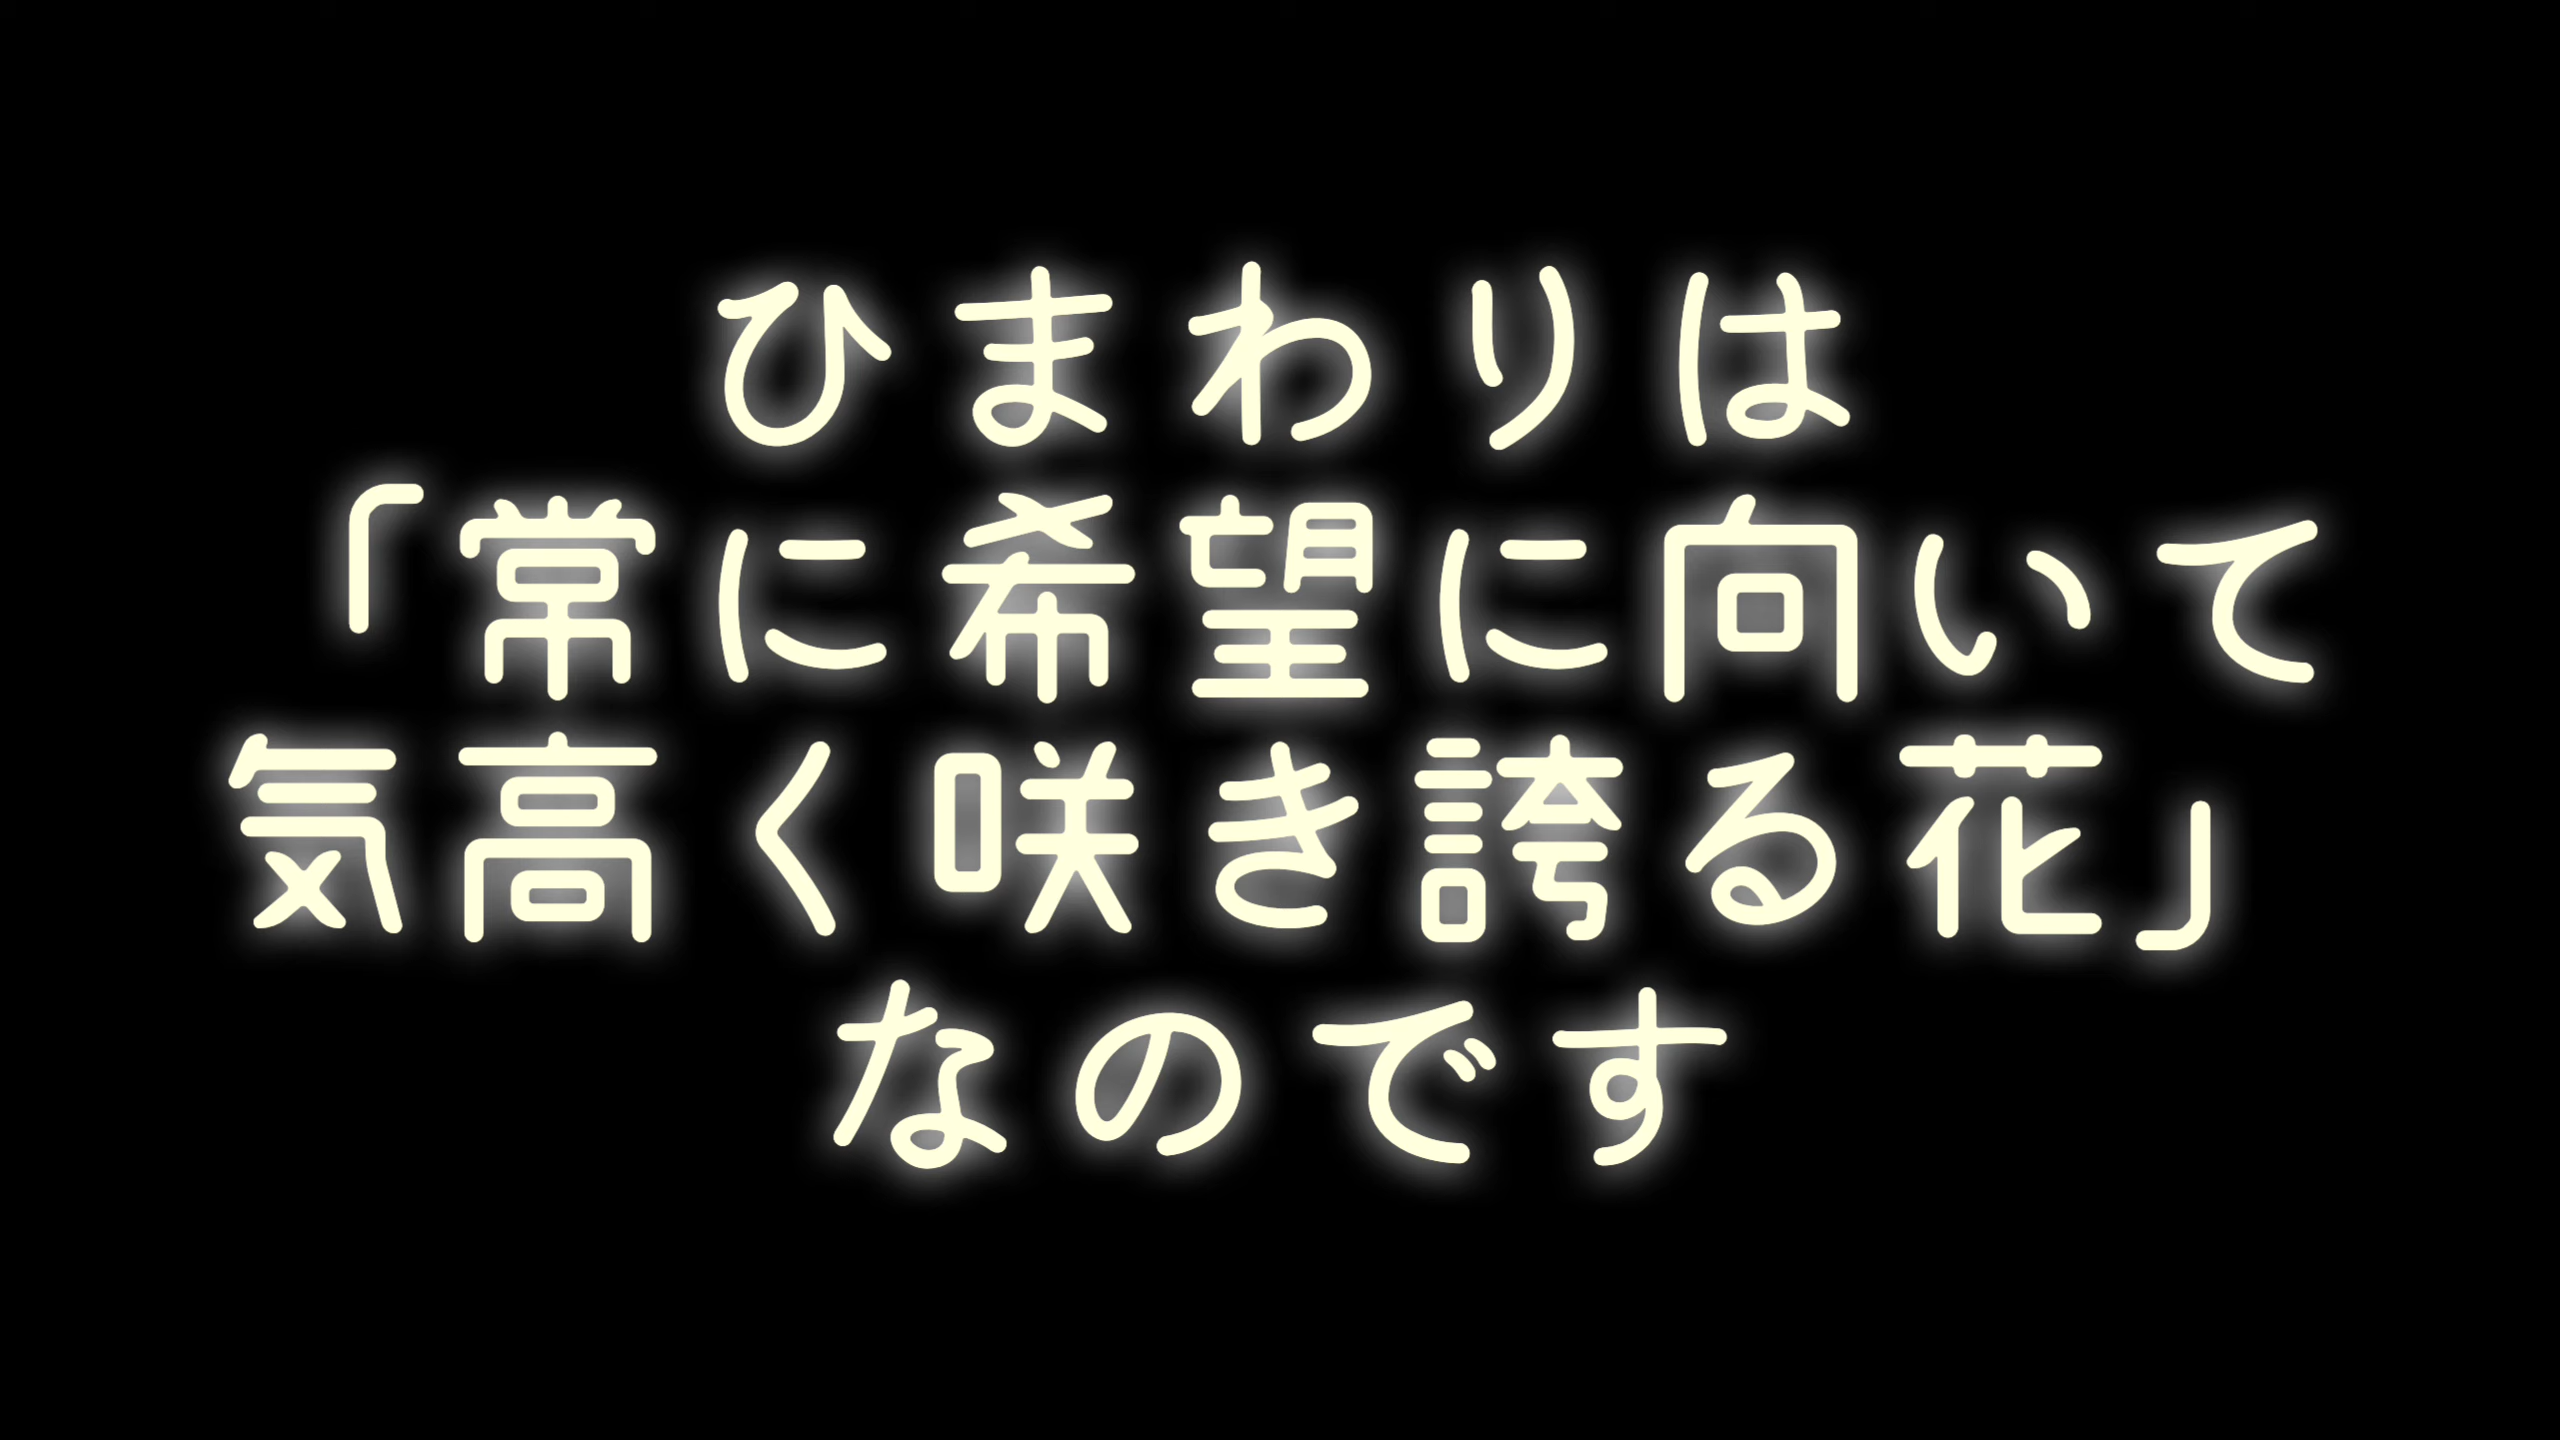 ひまわりは
「常に希望に向いて
気高く咲き誇る花」
なのです